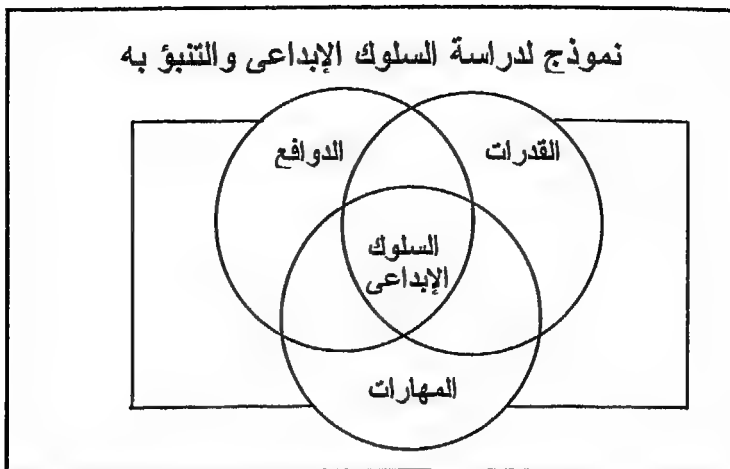 نموذج لدراسة السلوك الإبداعى والتنبؤ به
القدرات
الدوافع
السلوك
الإبداعى
المهارات